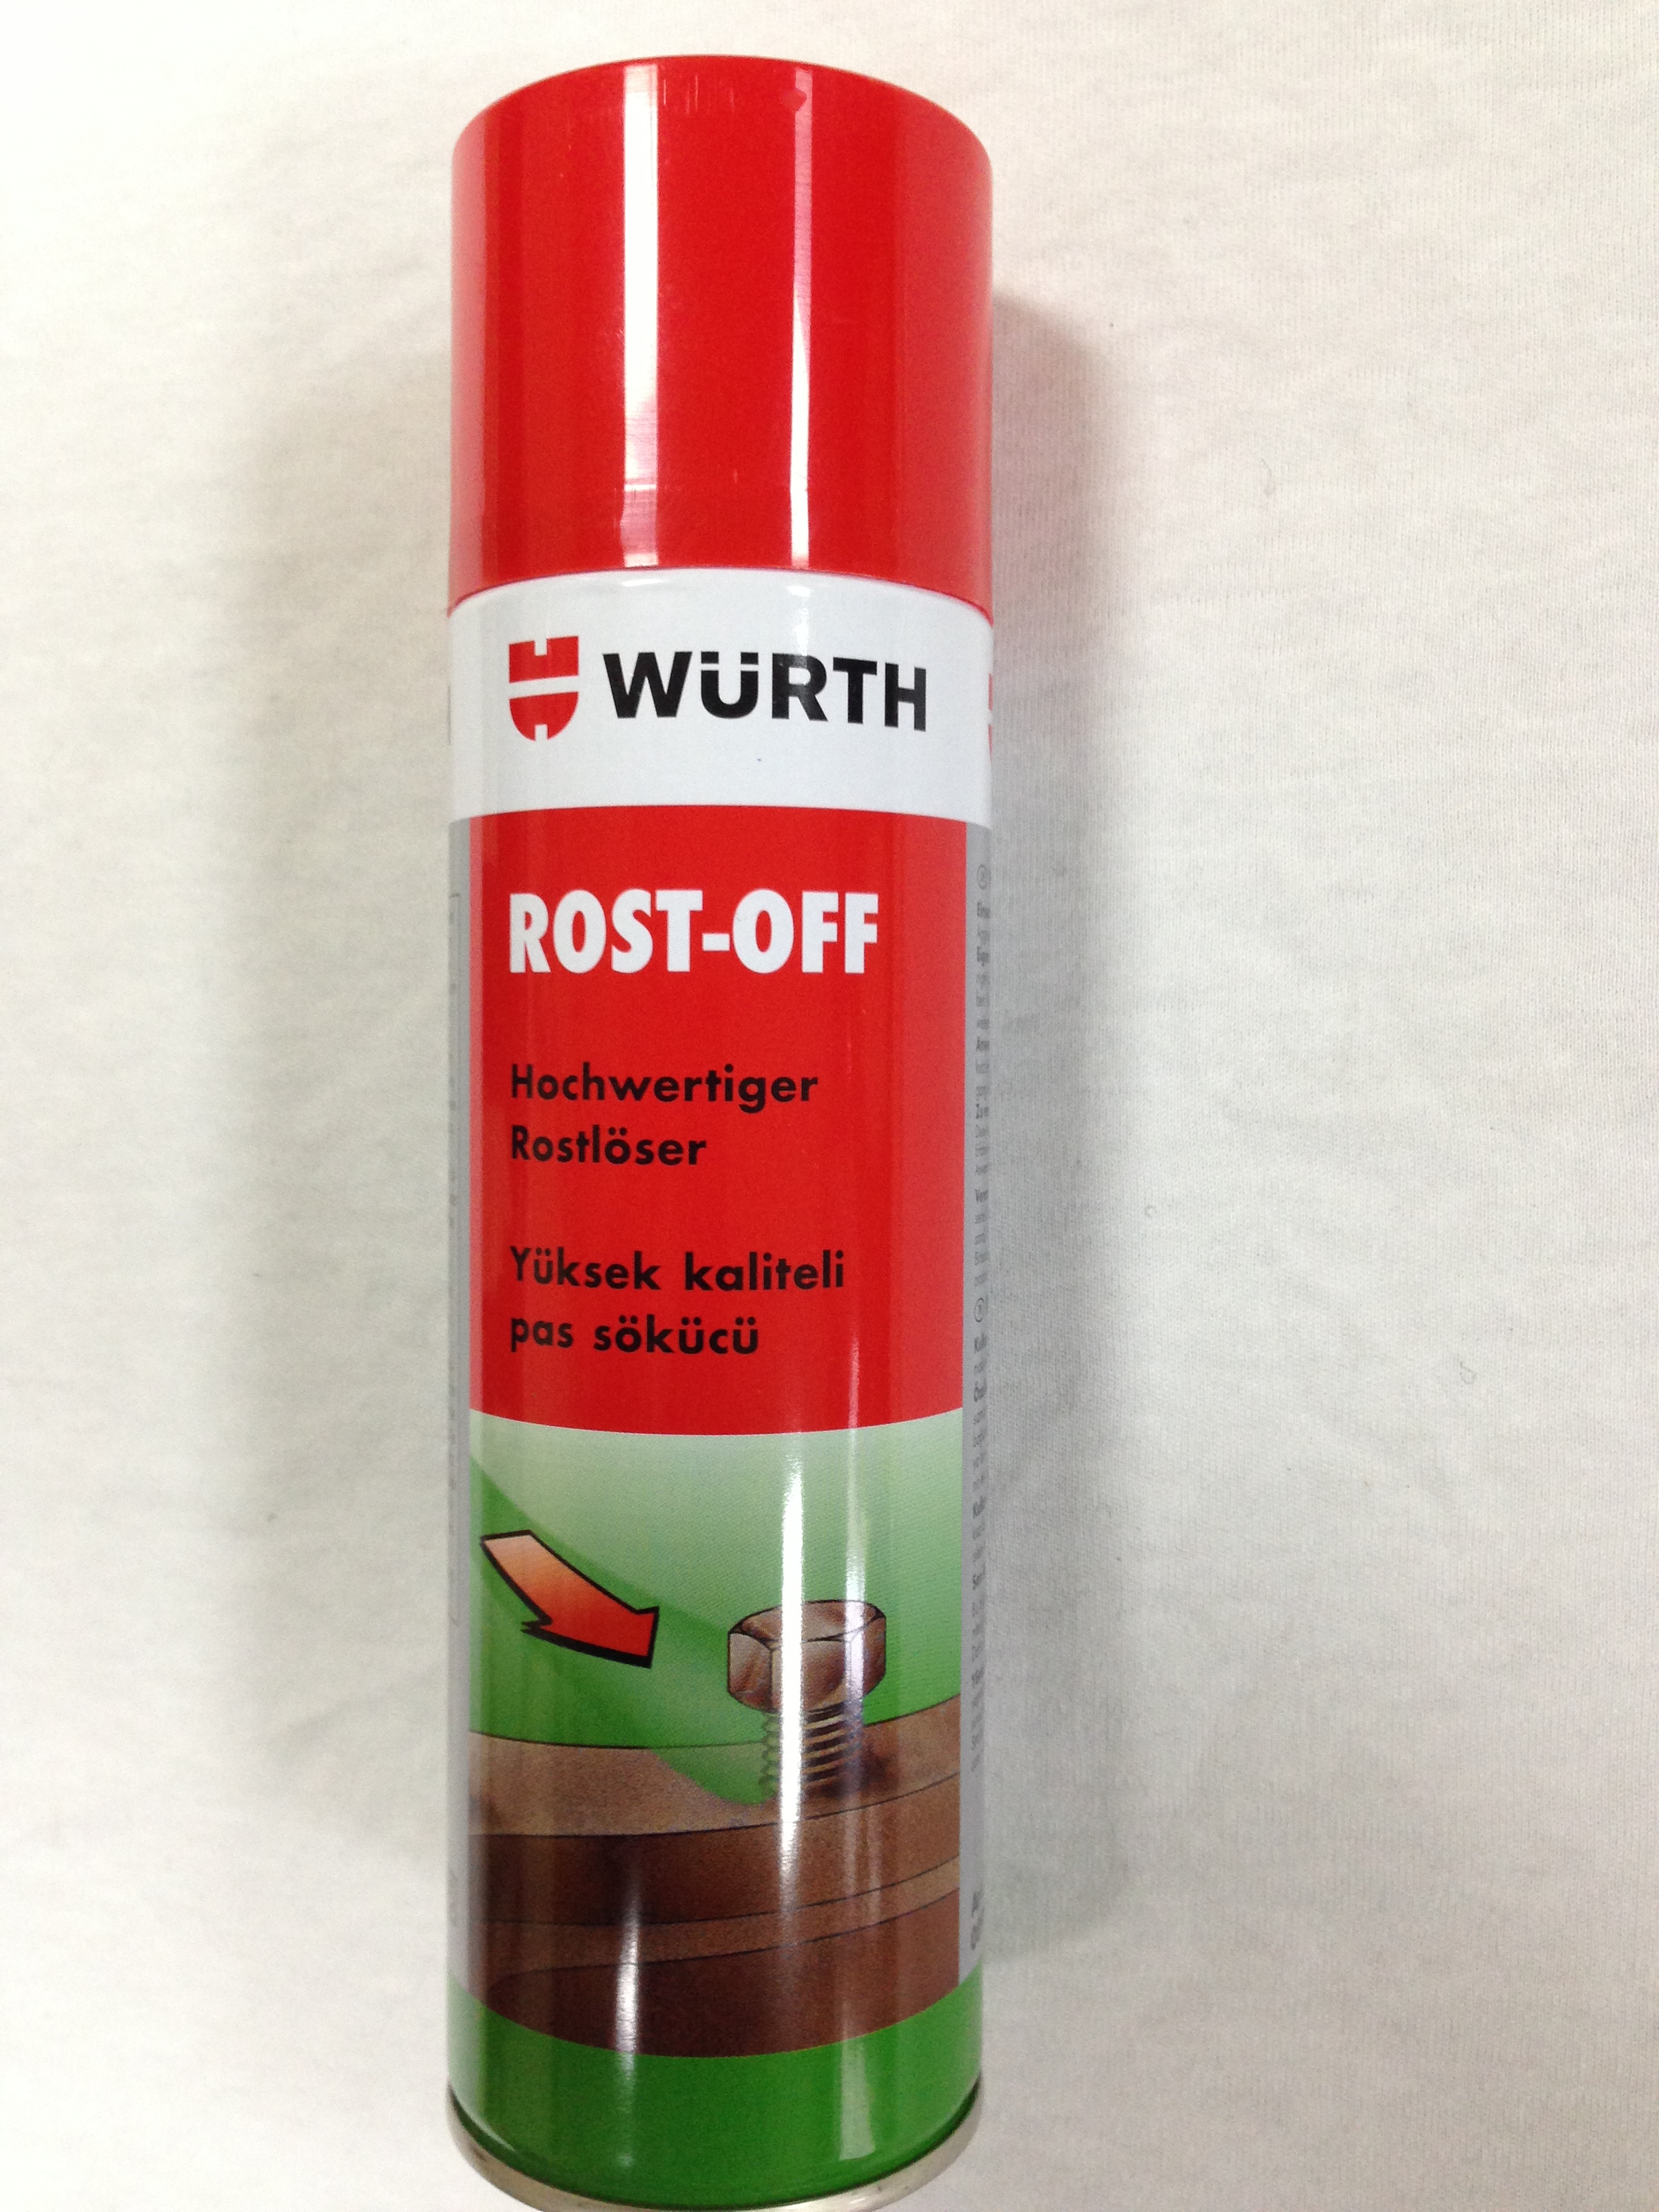 WÜRTH
ROST-OFF
Hochwertiger
Rostlöser
Yüksek kaliteli
pas sökücü